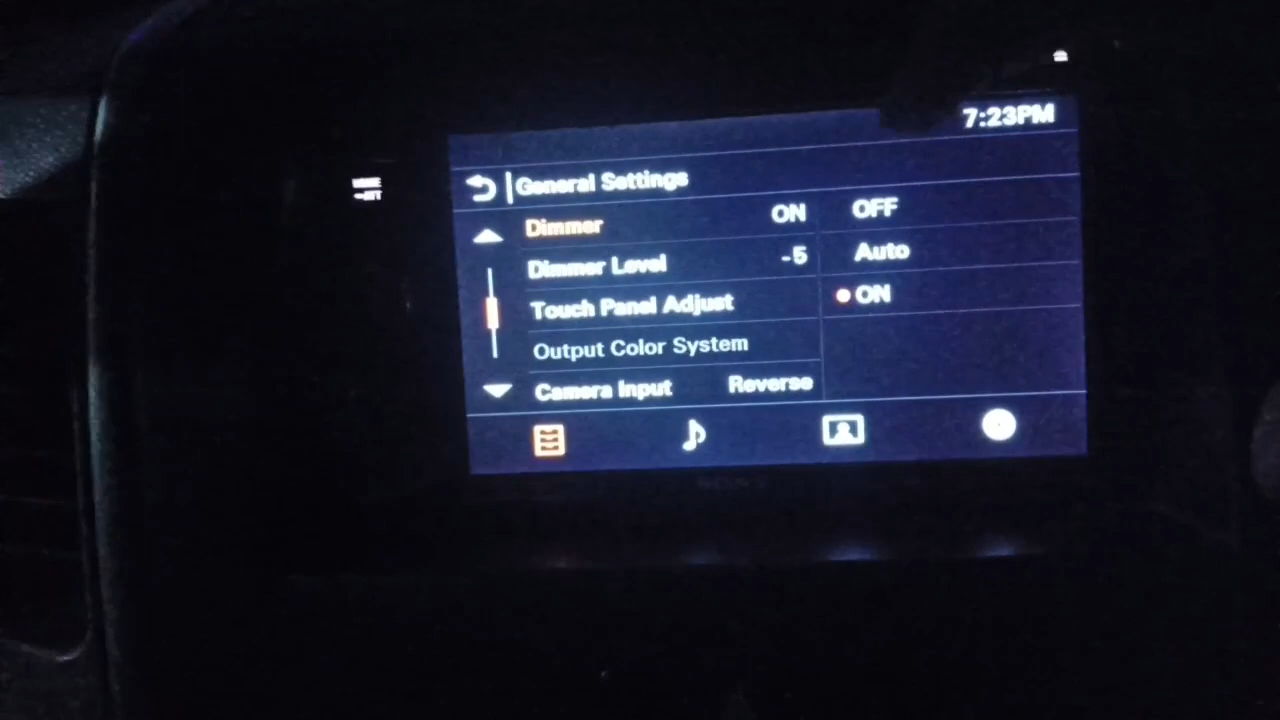 7:23PM
General Settings
Dimmer ON OFF
Dimmer Level -5 Auto
Touch Panel Adjust ON
Output Color System
Camera Input Reverse